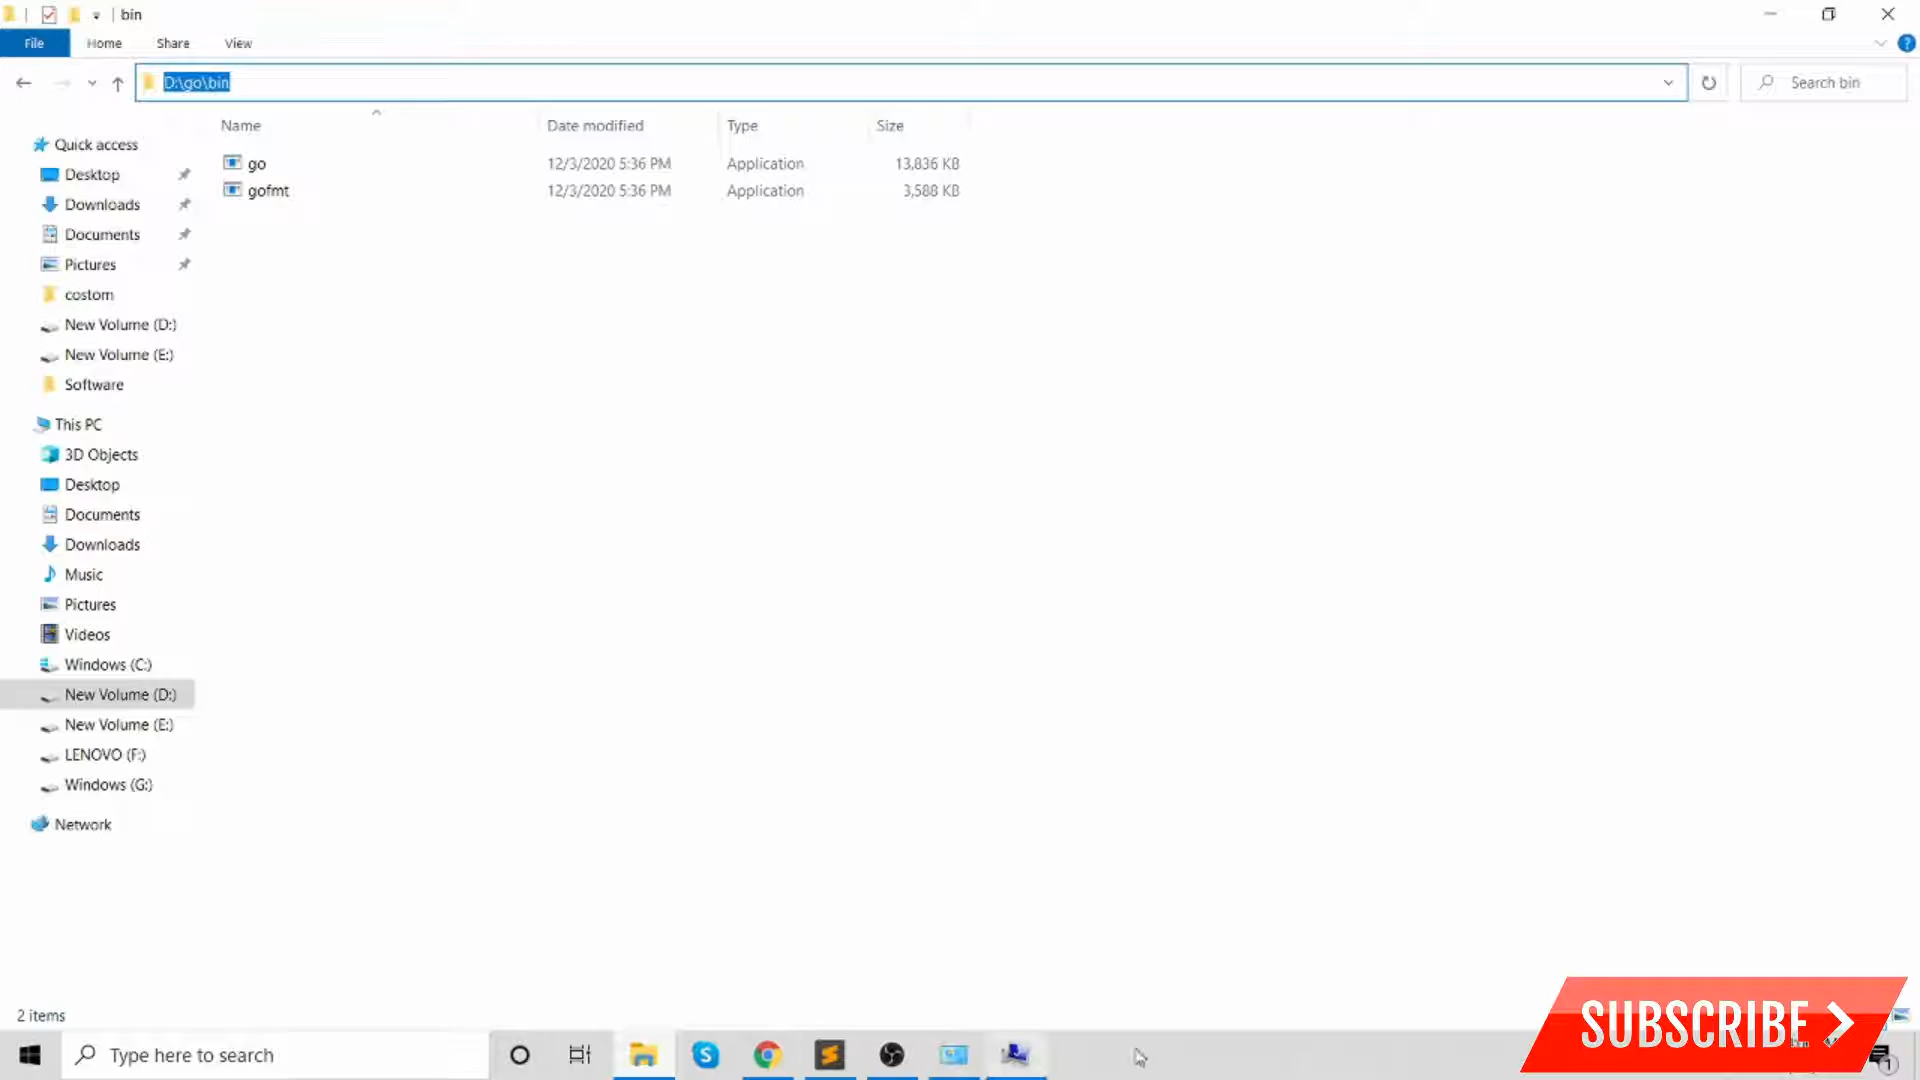 bin
File Home Share View
D:\go\bin
Search bin
Name Date modified Type Size
go 12/3/2020 5:36 PM Application 13,836 KB
gofmt 12/3/2020 5:36 PM Application 3,588 KB
Quick access
Desktop
Downloads
Documents
Pictures
costom
New Volume (D:)
New Volume (E:)
Software
This PC
3D Objects
Desktop
Documents
Downloads
Music
Pictures
Videos
Windows (C:)
New Volume (D:)
New Volume (E:)
LENOVO (F:)
Windows (G:)
Network
2 items
SUBSCRIBE
Type here to search
1